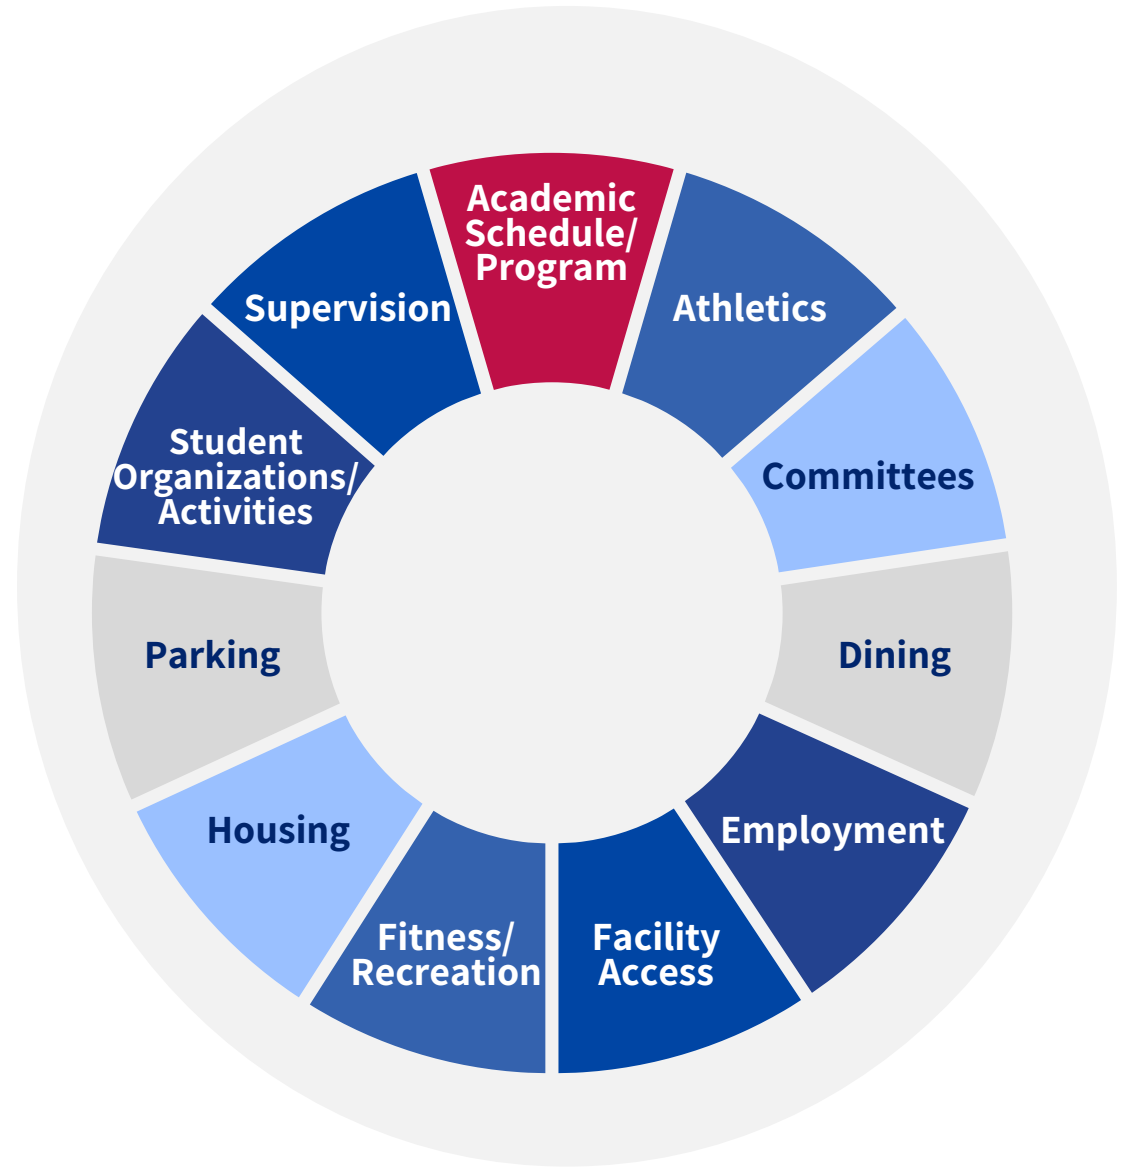 Academic
Schedule/
Program
Athletics
Committees
Dining
Employment
Facility
Access
Fitness/
Recreation
Housing
Parking
Student
Organizations/
Activities
Supervision